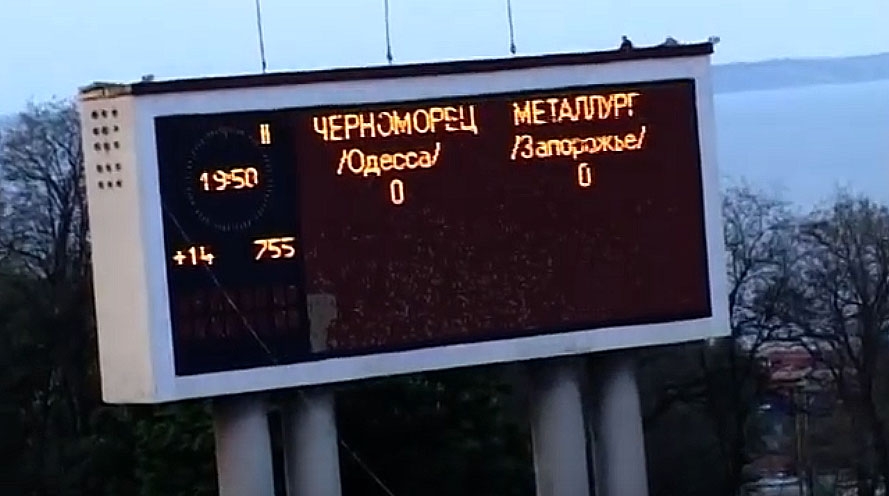 II
19:50
+14 755
ЧЕРНОМОРЕЦ
/Одесса/
0
МЕТАЛЛУРГ
/Запорожье/
0